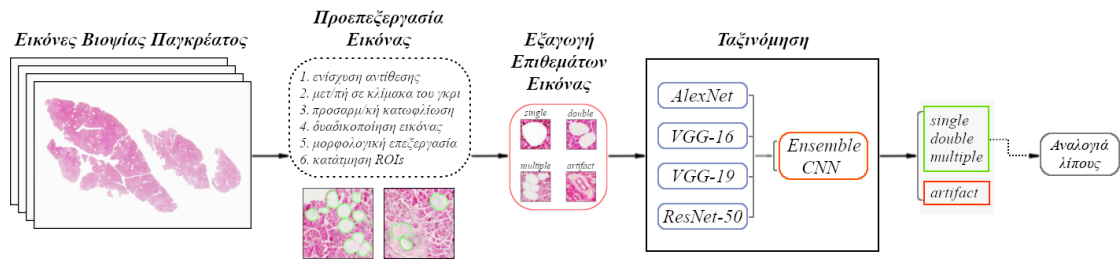 Εικόνες Βιοψίας Παγκρέατος
Προεπεξεργασία
Εικόνας
1. ενίσχυση αντίθεσης
2. μετ/πή σε κλίμακα του γκρι
3. προσαρμ/κή κατωφλίωση
4. δυαδικοποίηση εικόνας
5. μορφολογική επεξεργασία
6. κατάτμηση ROIs
Εξαγωγή
Επιθεμάτων
Εικόνας
single
double
multiple
artifact
Ταξινόμηση
AlexNet
VGG-16
VGG-19
ResNet-50
Ensemble
CNN
single
double
multiple
artifact
Αναλογιά
λίπους